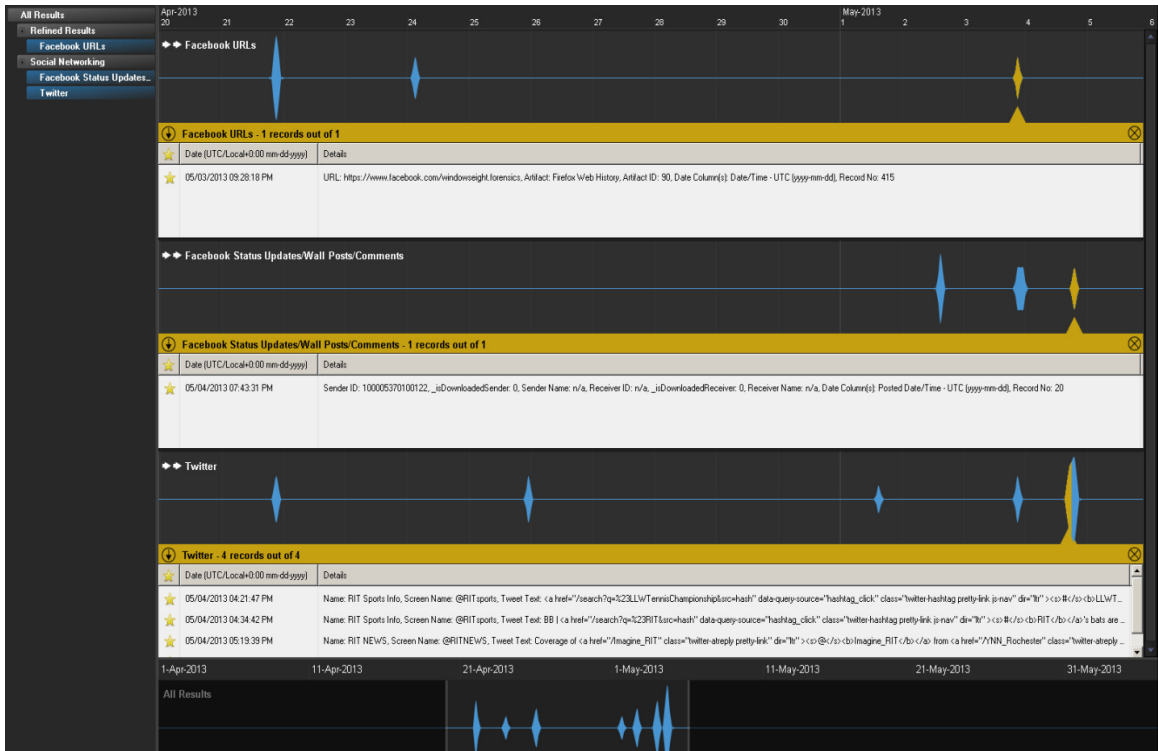 All Results
Refined Results
Facebook URLs
Social Networking
Facebook Status Updates...
Twitter
Apr-2013 May-2013
20 21 22 23 24 25 26 27 28 29 30 1 2 3 4 5 6
Facebook URLs
Facebook URLs - 1 records out of 1
Date (UTC/Local+0:00 mm-dd-yyyy) Details
05/03/2013 09:28:18 PM URL: https://www.facebook.com/windowseight.forensics, Artifact: Firefox Web History, Artifact ID: 90, Date Column(s): Date/Time - UTC (yyyy-mm-dd), Record No: 415
Facebook Status Updates/Wall Posts/Comments
Facebook Status Updates/Wall Posts/Comments - 1 records out of 1
Date (UTC/Local+0:00 mm-dd-yyyy) Details
05/04/2013 07:43:31 PM Sender ID: 100005370100122, _isDownloadedSender: 0, Sender Name: n/a, Receiver ID: n/a, _isDownloadedReceiver: 0, Receiver Name: n/a, Date Column(s): Posted Date/Time - UTC (yyyy-mm-dd), Record No: 20
Twitter
Twitter - 4 records out of 4
Date (UTC/Local+0:00 mm-dd-yyyy) Details
05/04/2013 04:21:47 PM Name: RIT Sports Info, Screen Name: @RITsports, Tweet Text: <a href="/search?q=%23LLWTennisChampionship&src=hash" data-query-source="hashtag_click" class="twitter-hashtag pretty-link js-nav" dir="ltr" ><s>#</s><b>LLWT...
05/04/2013 04:34:42 PM Name: RIT Sports Info, Screen Name: @RITsports, Tweet Text: BB | <a href="/search?q=%23RIT&src=hash" data-query-source="hashtag_click" class="twitter-hashtag pretty-link js-nav" dir="ltr" ><s>#</s><b>RIT</b></a>'s bats are ...
05/04/2013 05:19:39 PM Name: RIT NEWS, Screen Name: @RITNEWS, Tweet Text: Coverage of <a href="/Imagine_RIT" class="twitter-atreply pretty-link" dir="ltr" ><s>@</s><b>Imagine_RIT</b></a> from <a href="/YNN_Rochester" class="twitter-atreply ...
1-Apr-2013 11-Apr-2013 21-Apr-2013 1-May-2013 11-May-2013 21-May-2013 31-May-2013
All Results